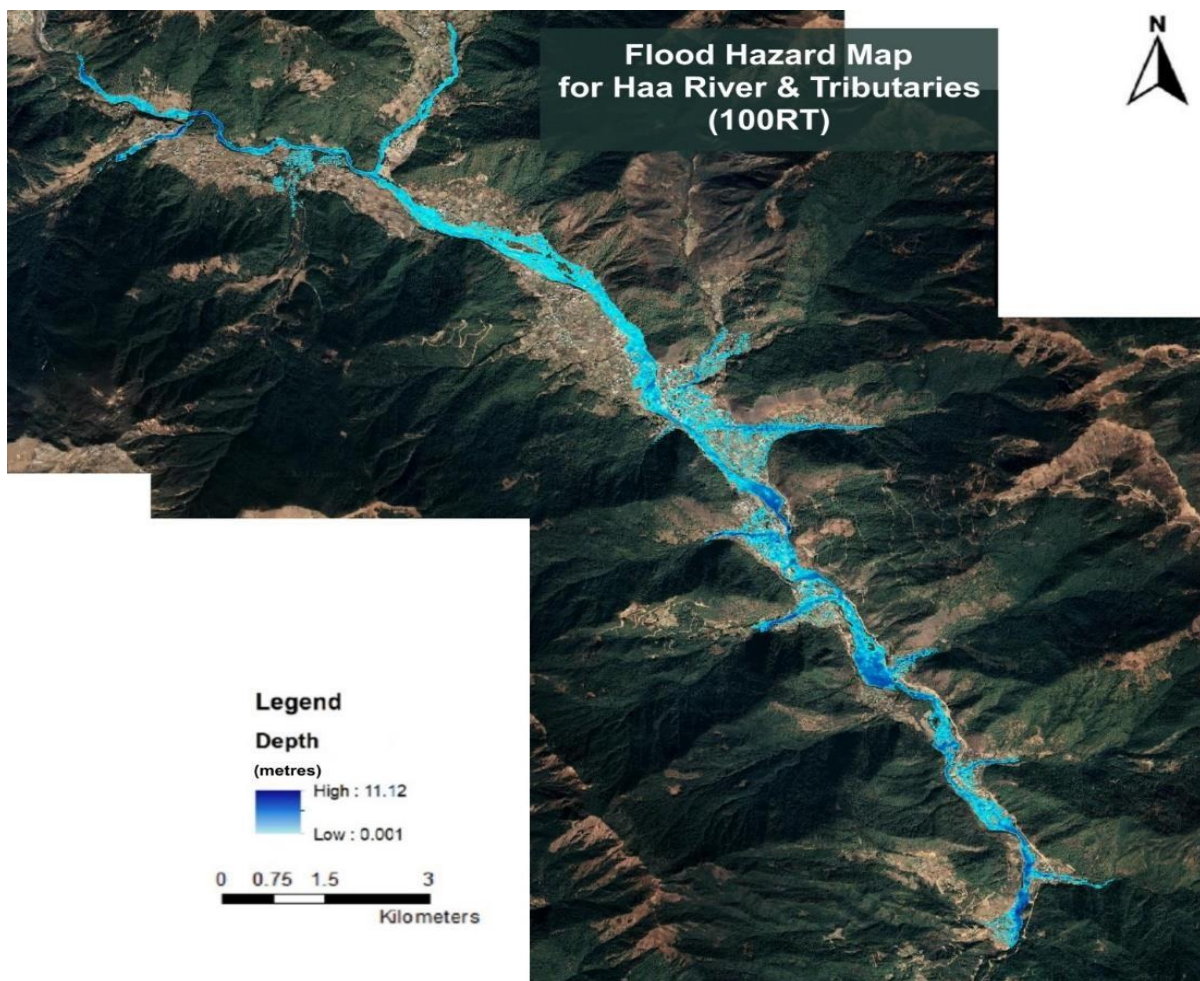 Flood Hazard Map
for Haa River & Tributaries
(100RT)
N
Legend
Depth
(metres)
High : 11.12
Low : 0.001
0 0.75 1.5 3
Kilometers